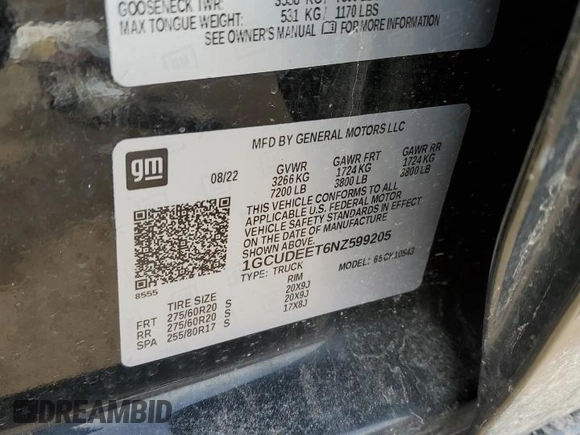 GOOSENECK TWR:
MAX TONGUE WEIGHT: 531 KG 1170 LBS
SEE OWNER'S MANUAL FOR MORE INFORMATION
MFD BY GENERAL MOTORS LLC
gm
08/22
GVWR GAWR FRT GAWR RR
3266 KG 1724 KG 1724 KG
7200 LB 3800 LB 3800 LB
THIS VEHICLE CONFORMS TO ALL
APPLICABLE U.S. FEDERAL MOTOR
VEHICLE SAFETY STANDARDS IN EFFECT
ON THE DATE OF MANUFACTURE
SHOWN ABOVE.
1GCUDEET6NZ599205
TYPE: TRUCK MODEL:
8555
TIRE SIZE RIM
FRT 275/60R20 S 20X9J
RR 275/60R20 S 20X9J
SPA 255/80R17 S 17X8J
DREAMBID